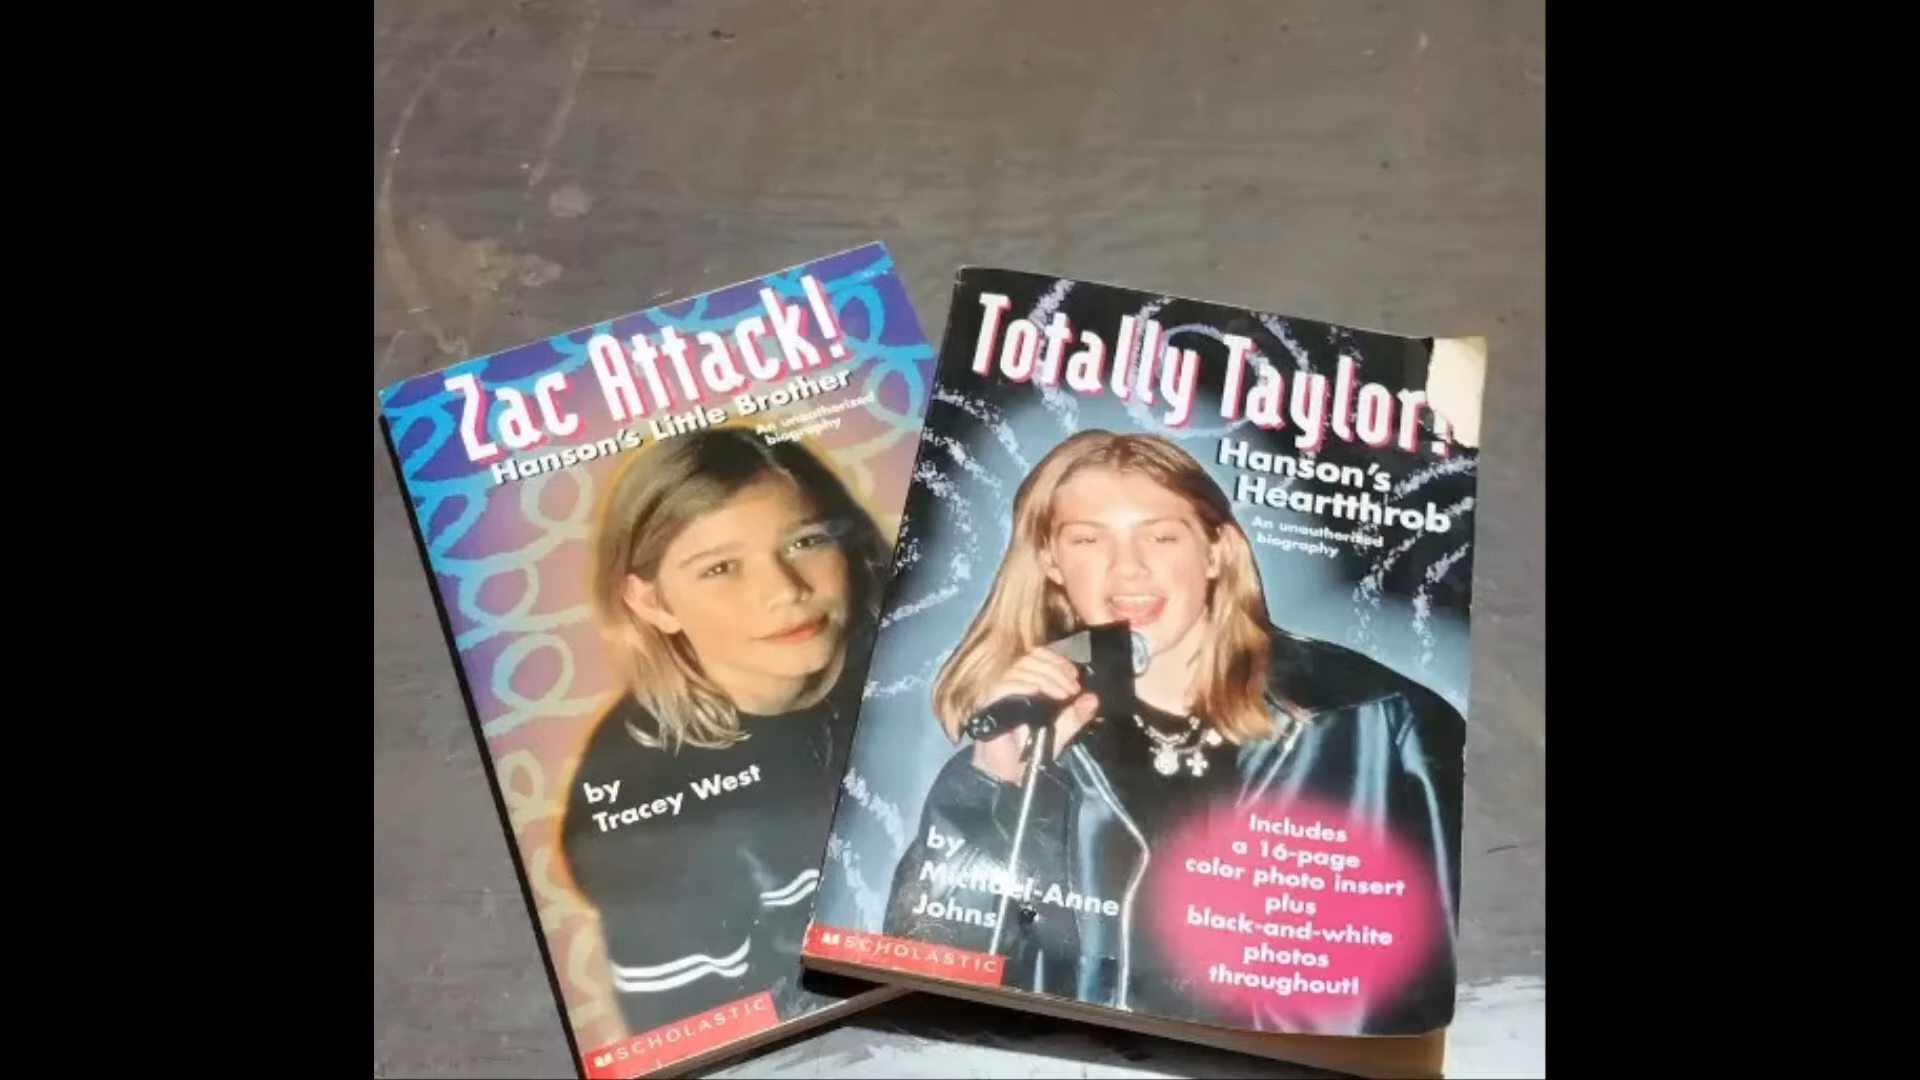 Zac Attack!
Hanson's Little Brother
An unauthorized
biography
by
Tracey West
SCHOLASTIC
Totally Taylor!
Hanson's
Heartthrob
An unauthorized
biography
by
Michael-Anne
Johns
SCHOLASTIC
Includes
a 16-page
color photo insert
plus
black-and-white
photos
throughout!